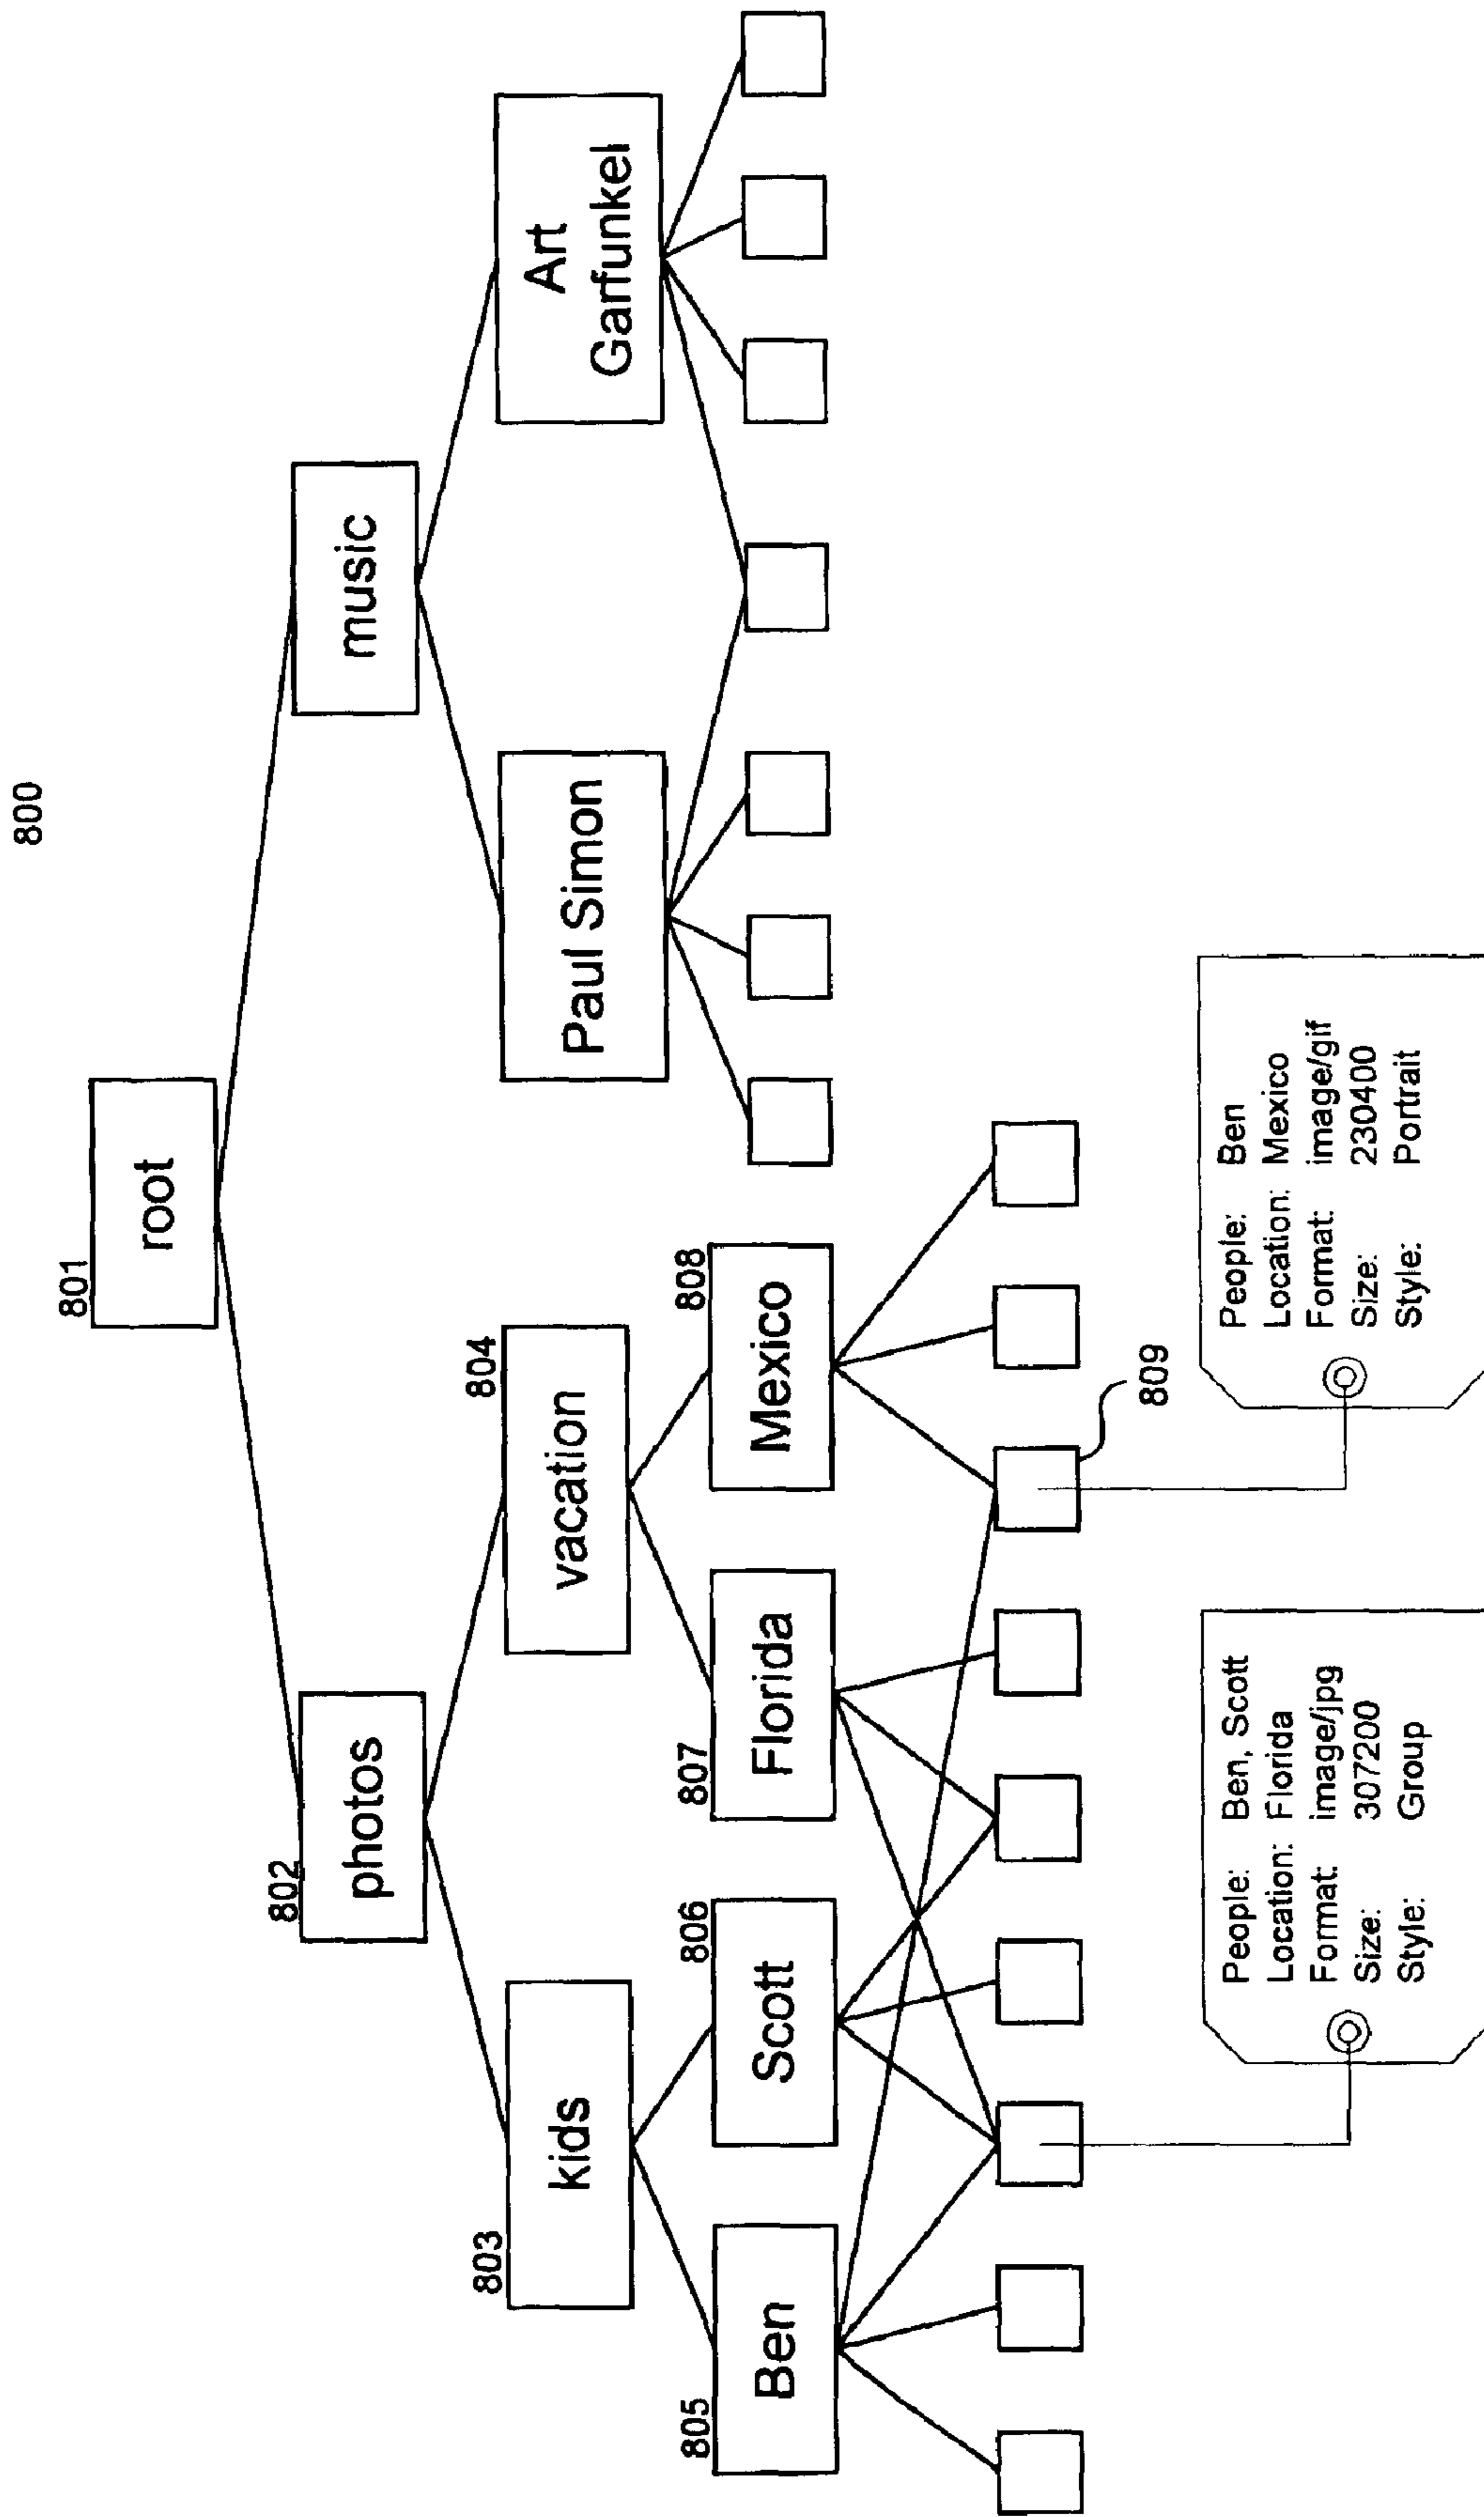 800
801
root
802
photos
music
803
kids
804
vacation
Paul Simon
Art
Garfunkel
805
Ben
806
Scott
807
Florida
808
Mexico
809
People: Ben, Scott
Location: Florida
Format: image/jpg
Size: 307200
Style: Group
People: Ben
Location: Mexico
Format: image/gif
Size: 230400
Style: Portrait